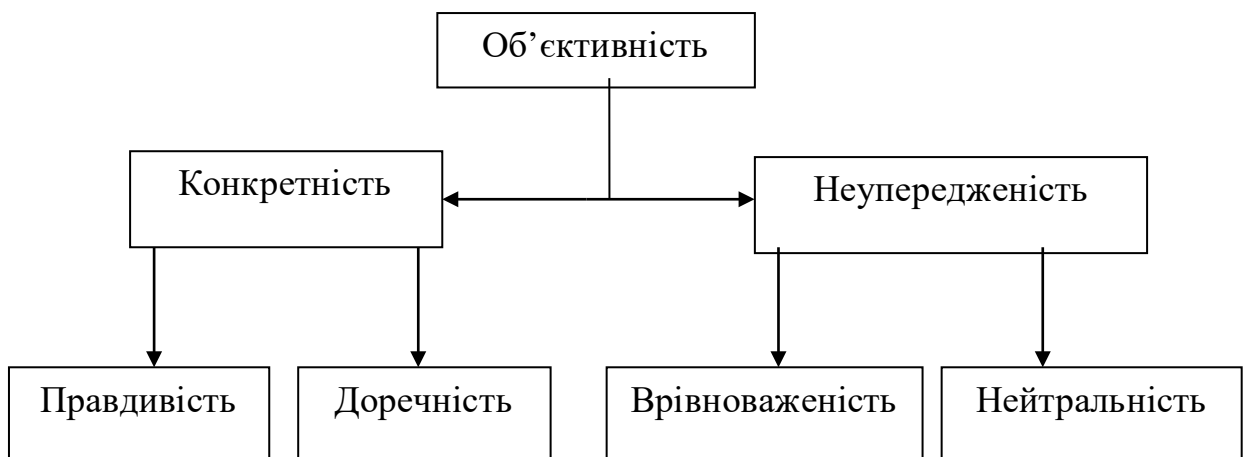 Об’єктивність
Конкретність
Неупередженість
Правдивість
Доречність
Врівноваженість
Нейтральність